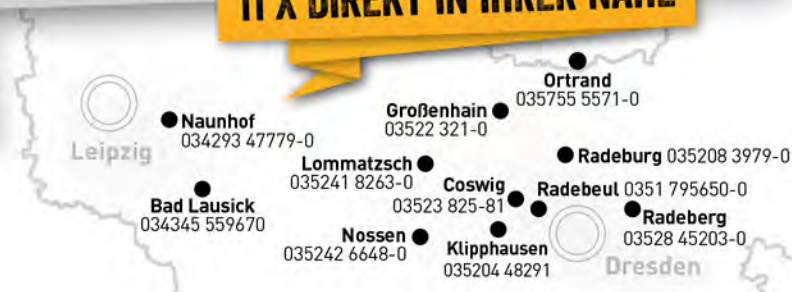 11 X DIREKT IN IHRER NÄHE
Ortrand
035755 5571-0
Großenhain
03522 321-0
Naunhof
034293 47779-0
Leipzig
Radeburg 035208 3979-0
Lommatzsch
035241 8263-0
Coswig
03523 825-81
Radebeul 0351 795650-0
Bad Lausick
034345 559670
Radeberg
03528 45203-0
Nossen
035242 6648-0
Klipphausen
035204 48291
Dresden